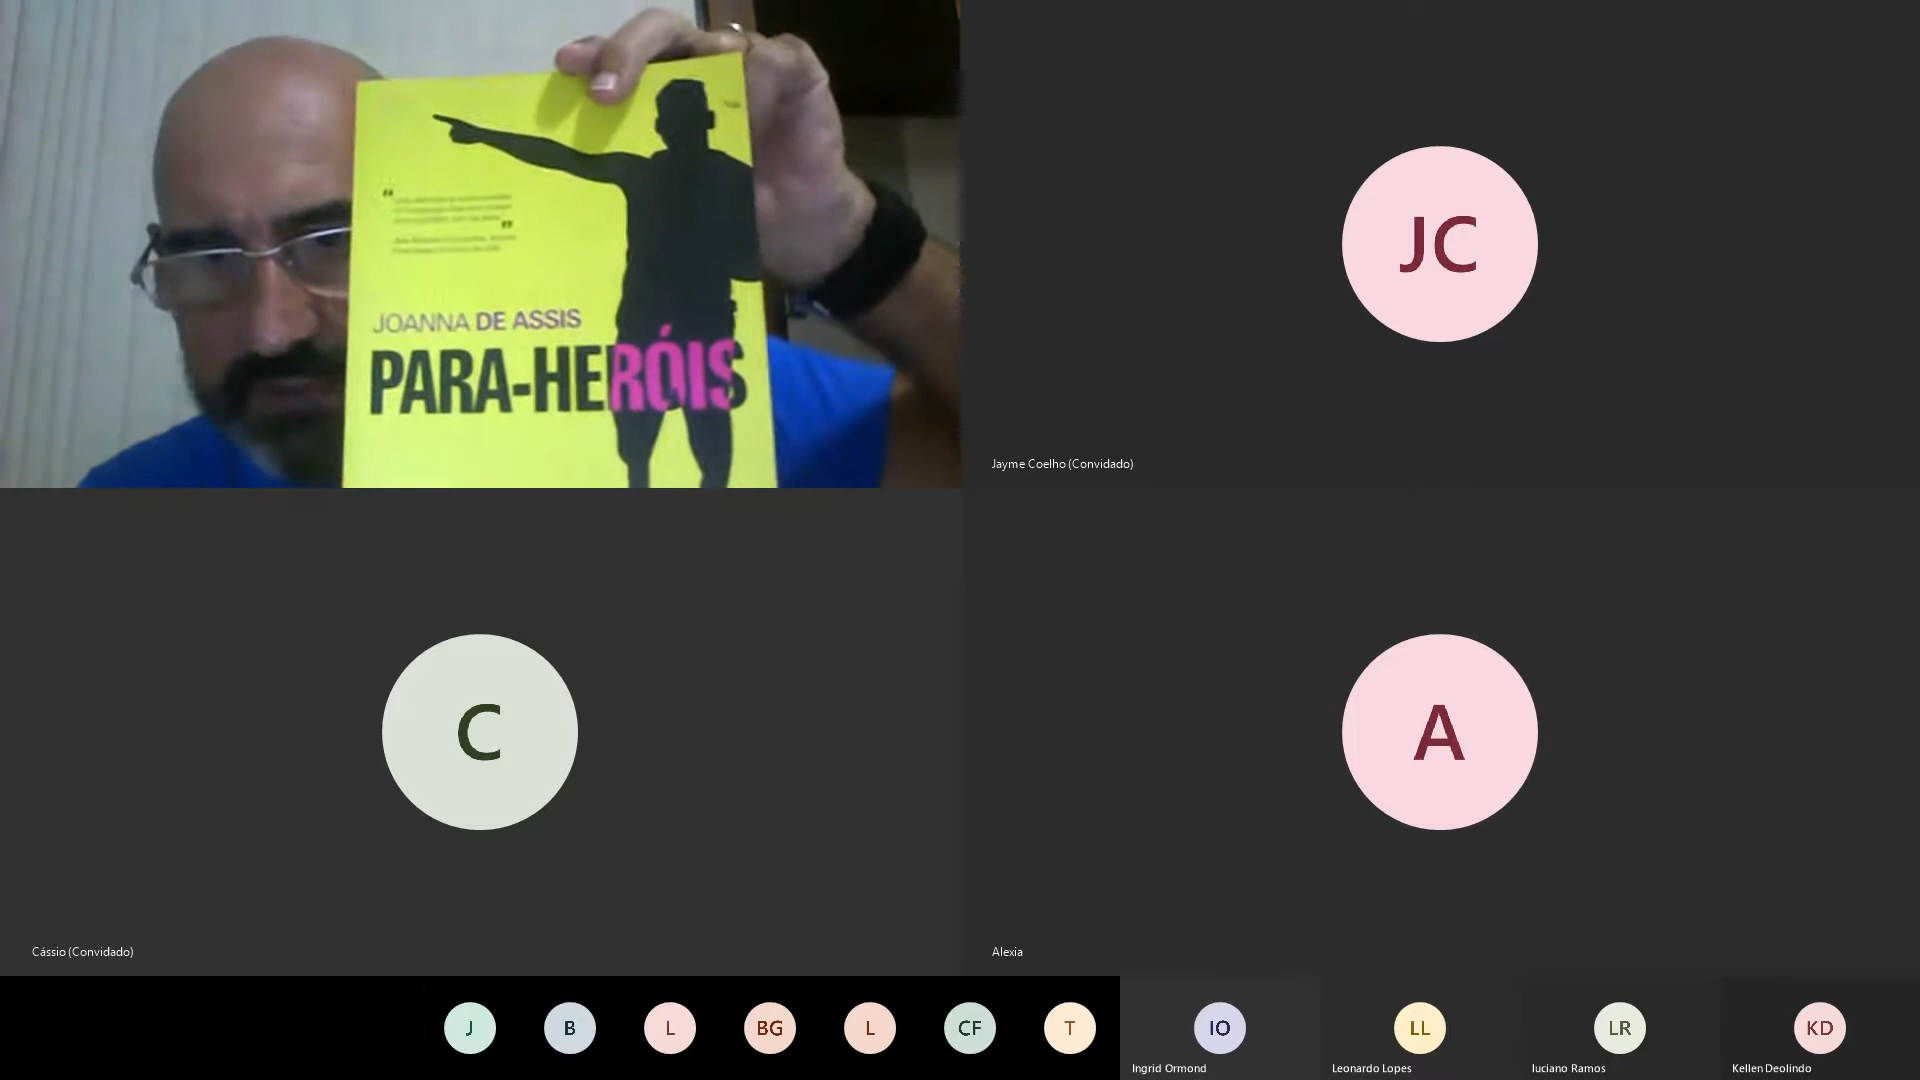 JOANNA DE ASSIS
PARA-HERÓIS
JC
Jayme Coelho (Convidado)
C
Cássio (Convidado)
A
Alexia
J
B
L
BG
L
CF
T
IO
LL
LR
KD
Ingrid Ormond
Leonardo Lopes
luciano Ramos
Kellen Deolindo